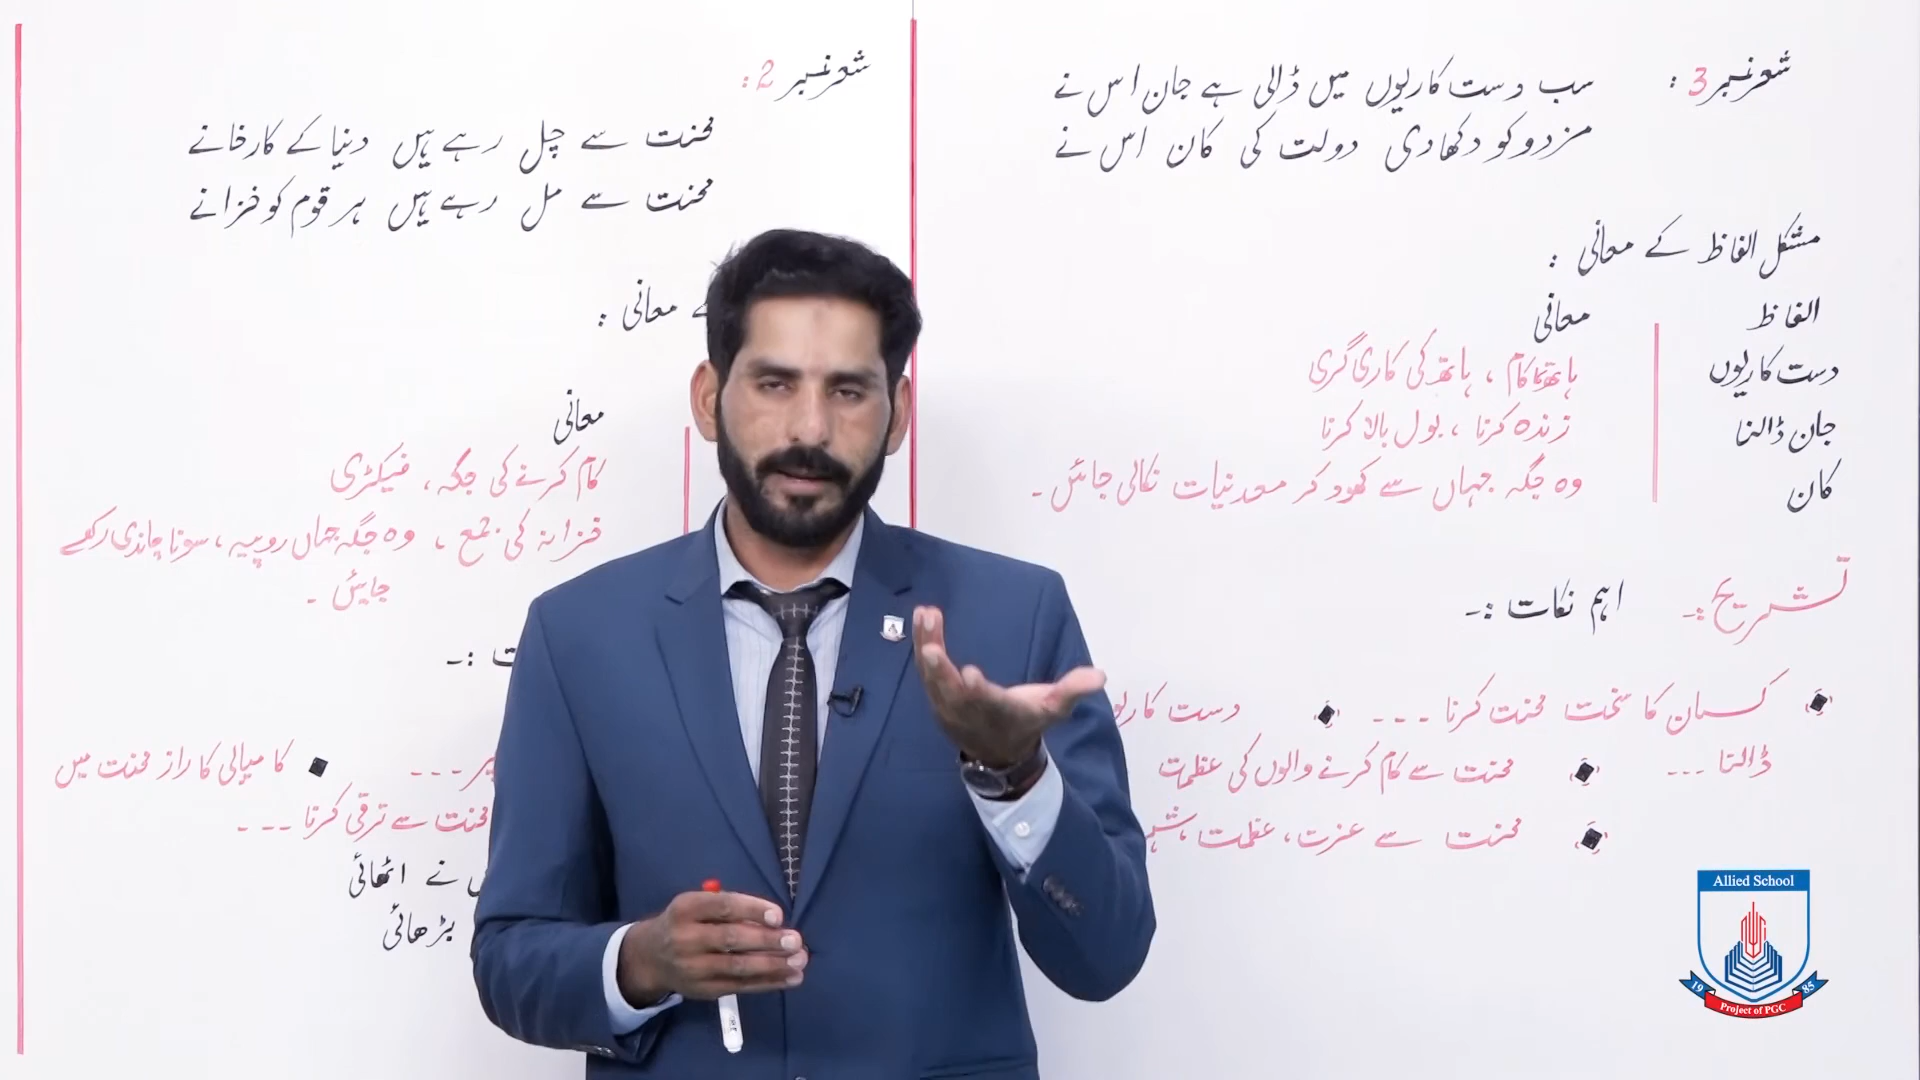 شعر نمبر 3:
سب دست کاریوں میں ڈالی ہے جان اس نے
مزدور کو دکھادی دولت کی کان اس نے
مشکل الفاظ کے معانی :
الفاظ معانی
دست کاریوں ہاتھ کا کام ، ہاتھ کی کاری گری
جان ڈالنا زندہ کرنا ، بول بالا کرنا
کان وہ جگہ جہاں سے کھود کر معدنیات نکالی جائیں۔
تشریح:۔ اہم نکات :۔
کسان کا سخت محنت کرنا ۔۔۔ دست کاریو
ڈالنا ۔۔۔ محنت سے کام کرنے والوں کی عظمت
محنت سے عزت، عظمت،
شعر نمبر 2:
محنت سے چل رہے ہیں دنیا کے کارخانے
محنت سے مل رہے ہیں ہر قوم کو خزانے
معانی :
معانی
کام کرنے کی جگہ، فیکٹری
خزانہ کی جمع ، وہ جگہ جہاں روپیہ ، سونا چاندی رکھے
جائیں ۔
ت :۔
پر ۔۔۔ کامیابی کا راز محنت میں
محنت سے ترقی کرنا ۔۔۔
نے اٹھائی
بڑھائی
Allied School
19 85
Project of PGC